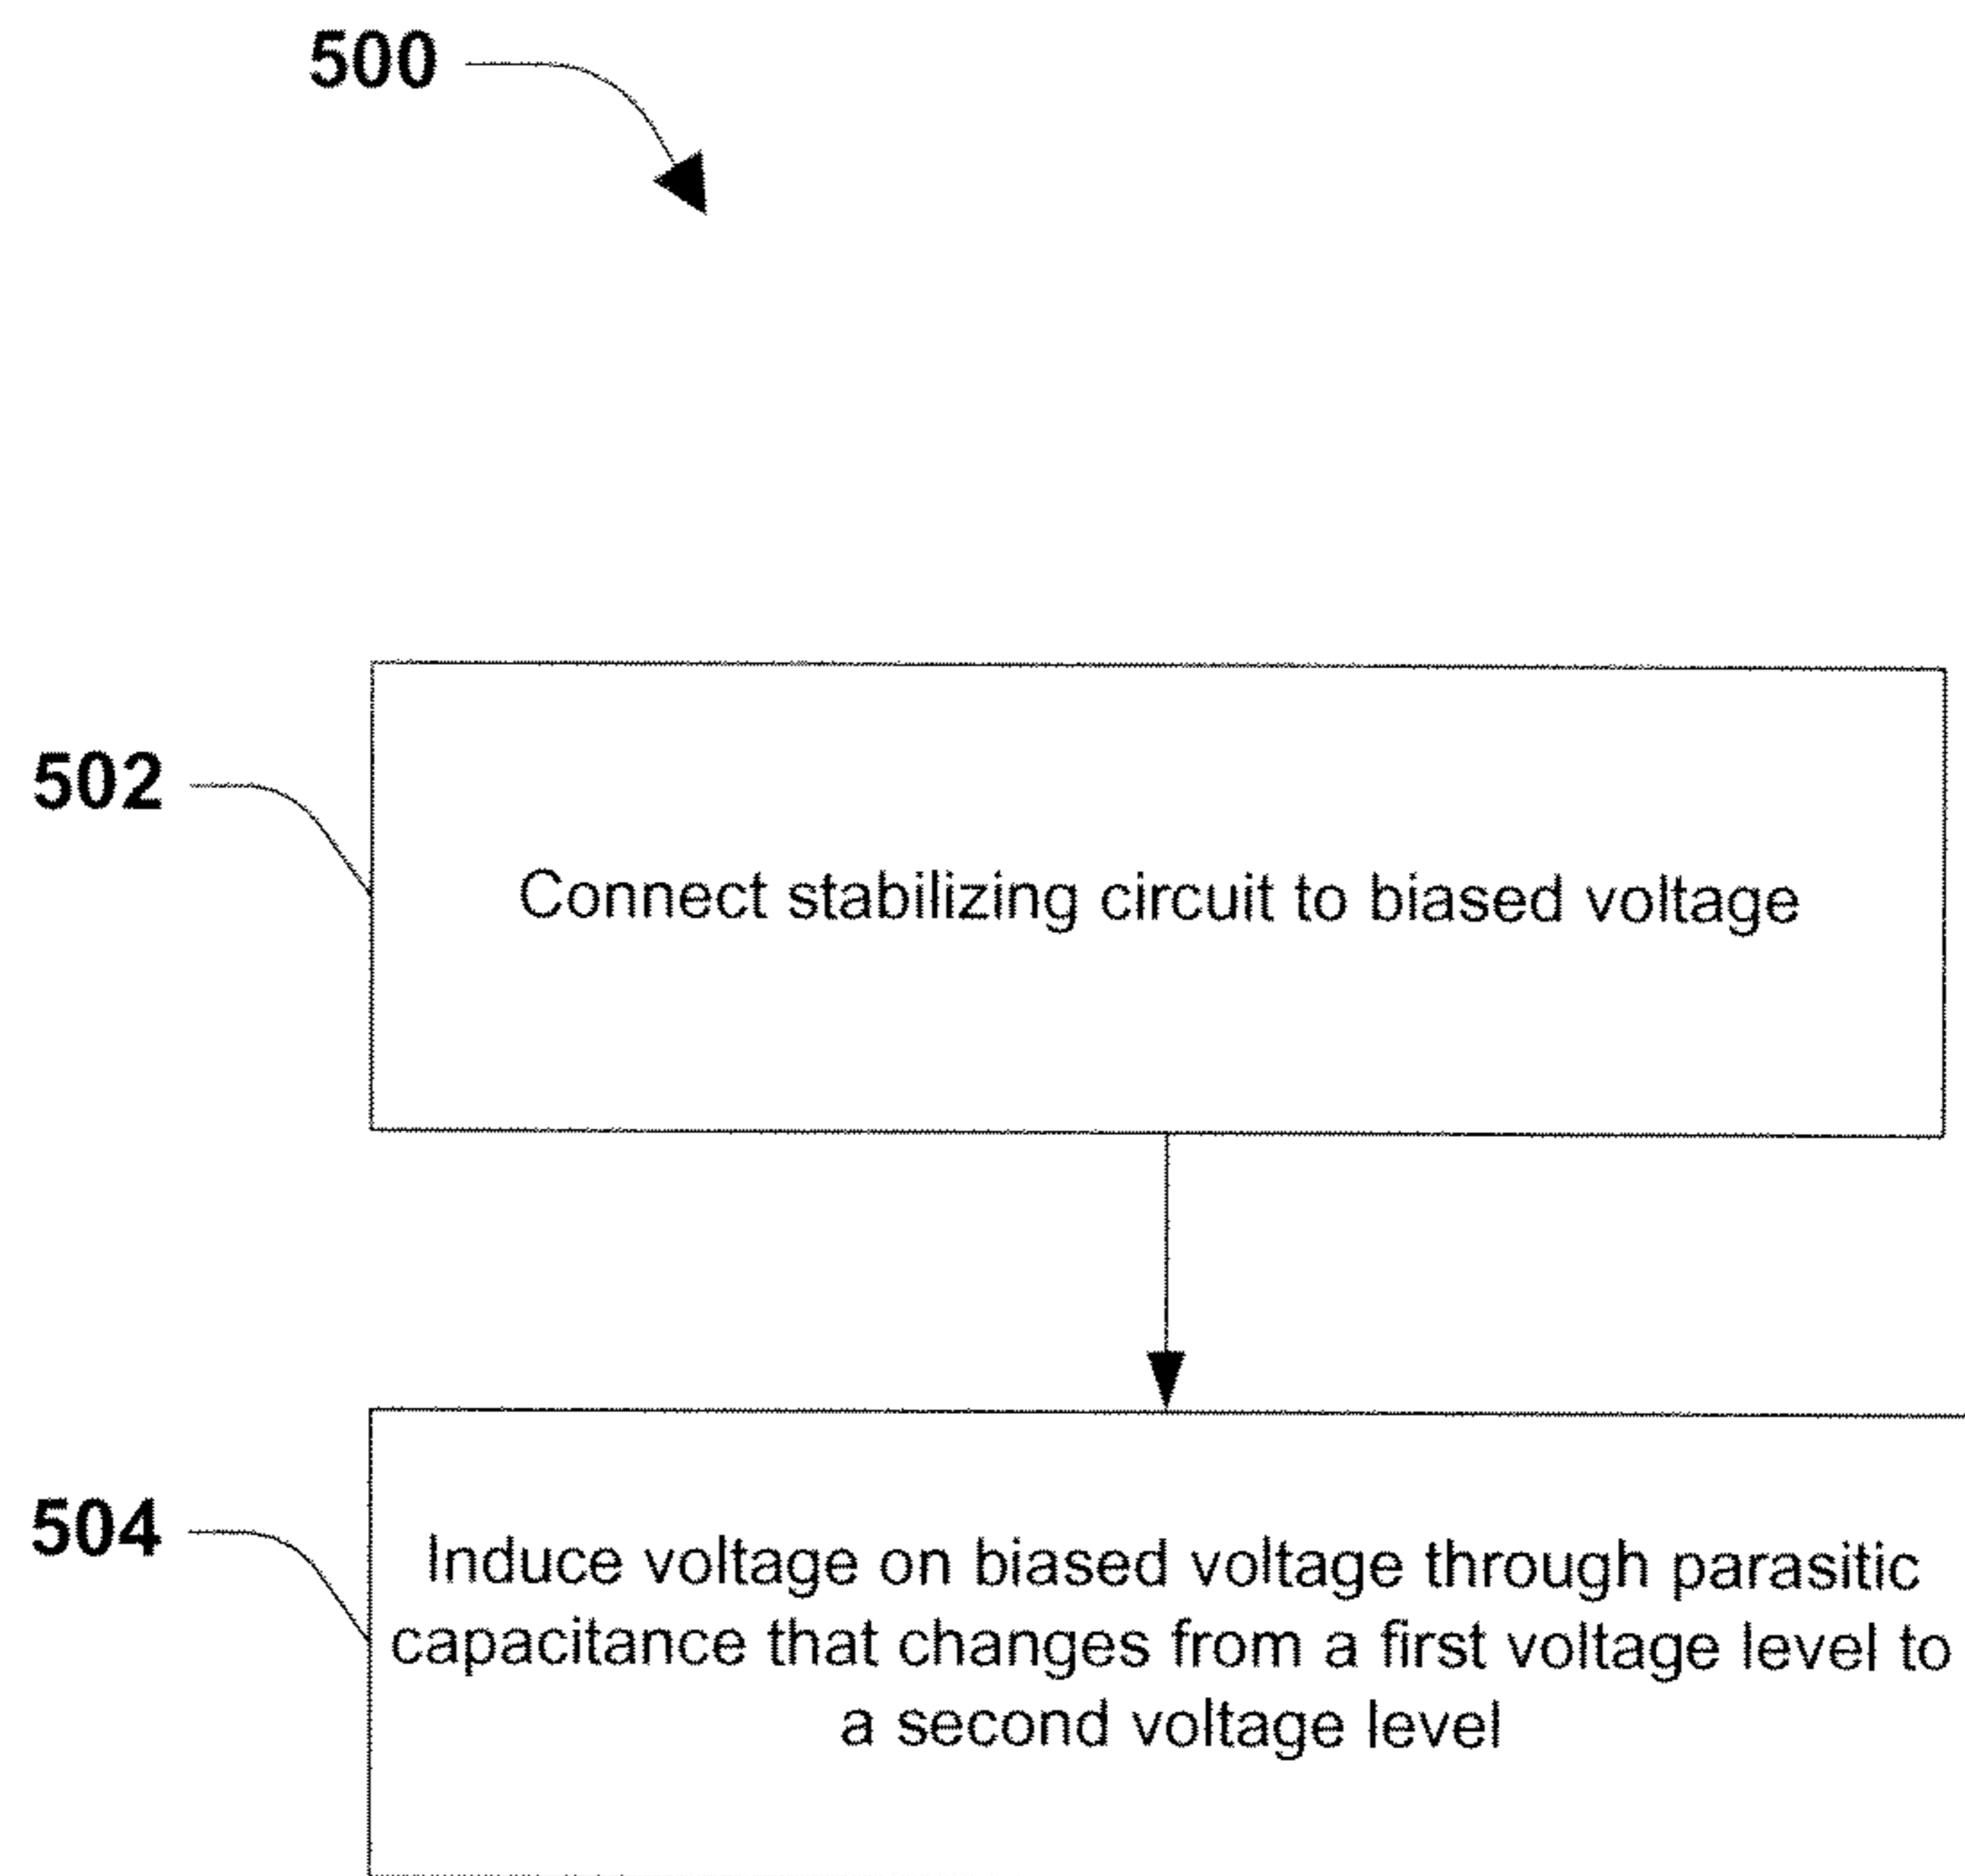 500
502
Connect stabilizing circuit to biased voltage
504
Induce voltage on biased voltage through parasitic
capacitance that changes from a first voltage level to
a second voltage level